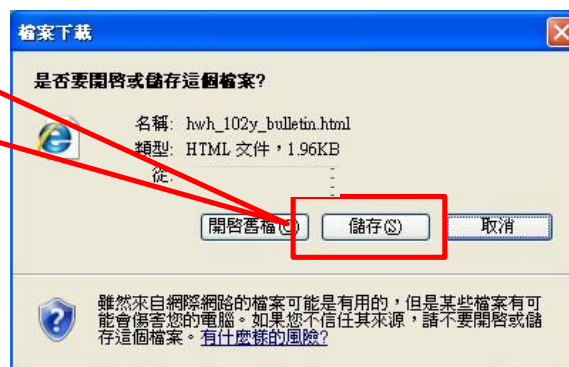 檔案下載
是否要開啓或儲存這個檔案?
名稱: hwh_102y_bulletin.html
類型: HTML 文件，1.96KB
從:
開啓舊檔(O) 儲存(S) 取消
雖然來自網際網路的檔案可能是有用的，但是某些檔案有可
能會傷害您的電腦。如果您不信任其來源，請不要開啓或儲
存這個檔案。有什麼樣的風險?